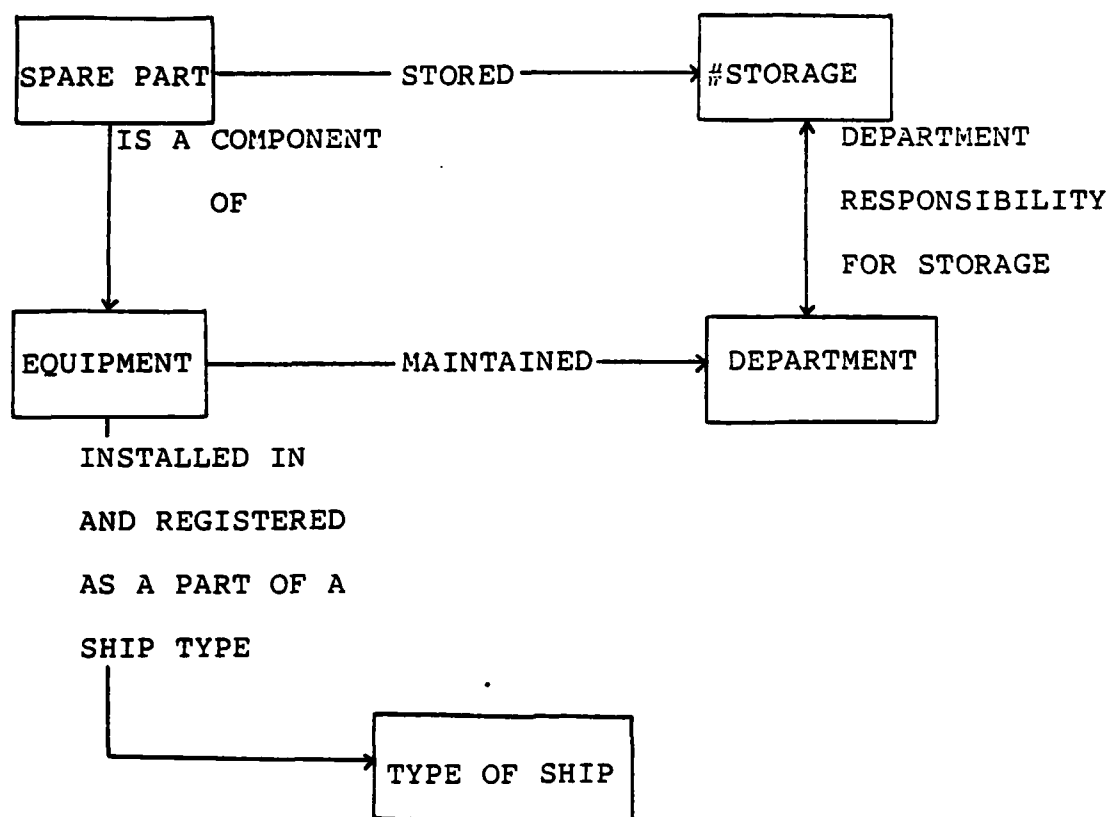 SPARE PART
STORED
#STORAGE
IS A COMPONENT
OF
DEPARTMENT
RESPONSIBILITY
FOR STORAGE
EQUIPMENT
MAINTAINED
DEPARTMENT
INSTALLED IN
AND REGISTERED
AS A PART OF A
SHIP TYPE
TYPE OF SHIP